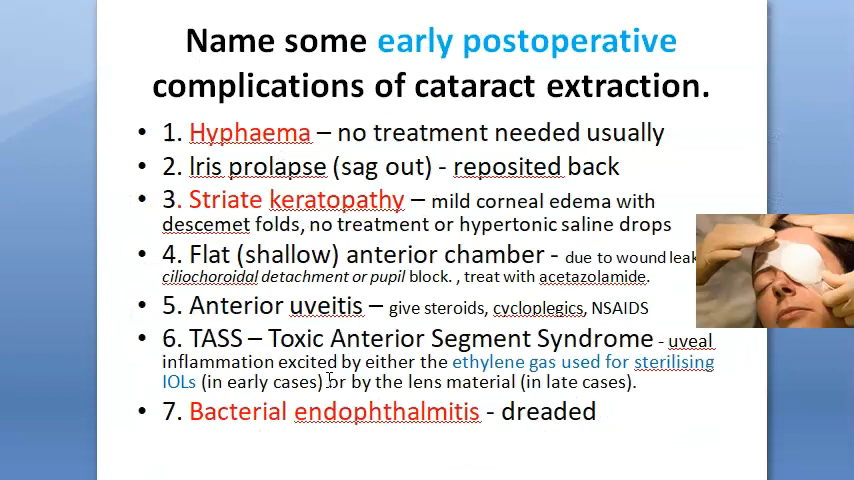 Name some early postoperative
complications of cataract extraction.
• 1. Hyphaema – no treatment needed usually
• 2. Iris prolapse (sag out) - reposited back
• 3. Striate keratopathy – mild corneal edema with
descemet folds, no treatment or hypertonic saline drops
• 4. Flat (shallow) anterior chamber - due to wound leak
ciliochoroidal detachment or pupil block. , treat with acetazolamide.
• 5. Anterior uveitis – give steroids, cycloplegics, NSAIDS
• 6. TASS – Toxic Anterior Segment Syndrome - uveal
inflammation excited by either the ethylene gas used for sterilising
IOLs (in early cases) or by the lens material (in late cases).
• 7. Bacterial endophthalmitis - dreaded